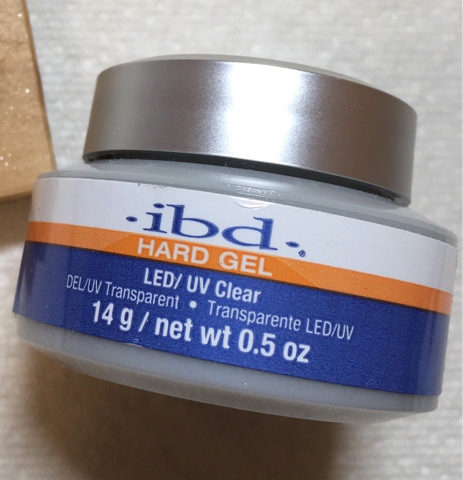 ·ibd·®
HARD GEL
LED/ UV Clear
DEL/UV Transparent • Transparente LED/UV
14 g / net wt 0.5 oz